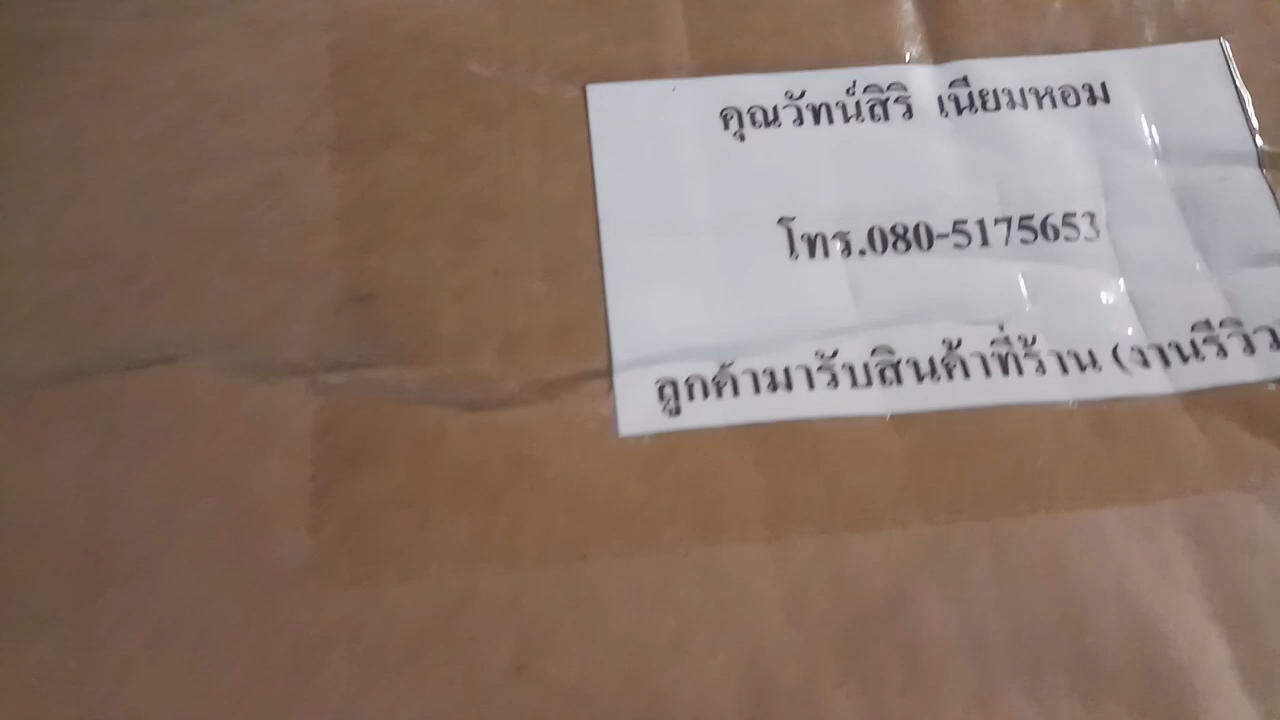 คุณวัทน์สิริ เนียมหอม
โทร.080-5175653
ลูกค้ามารับสินค้าที่ร้าน (งานรีวิว